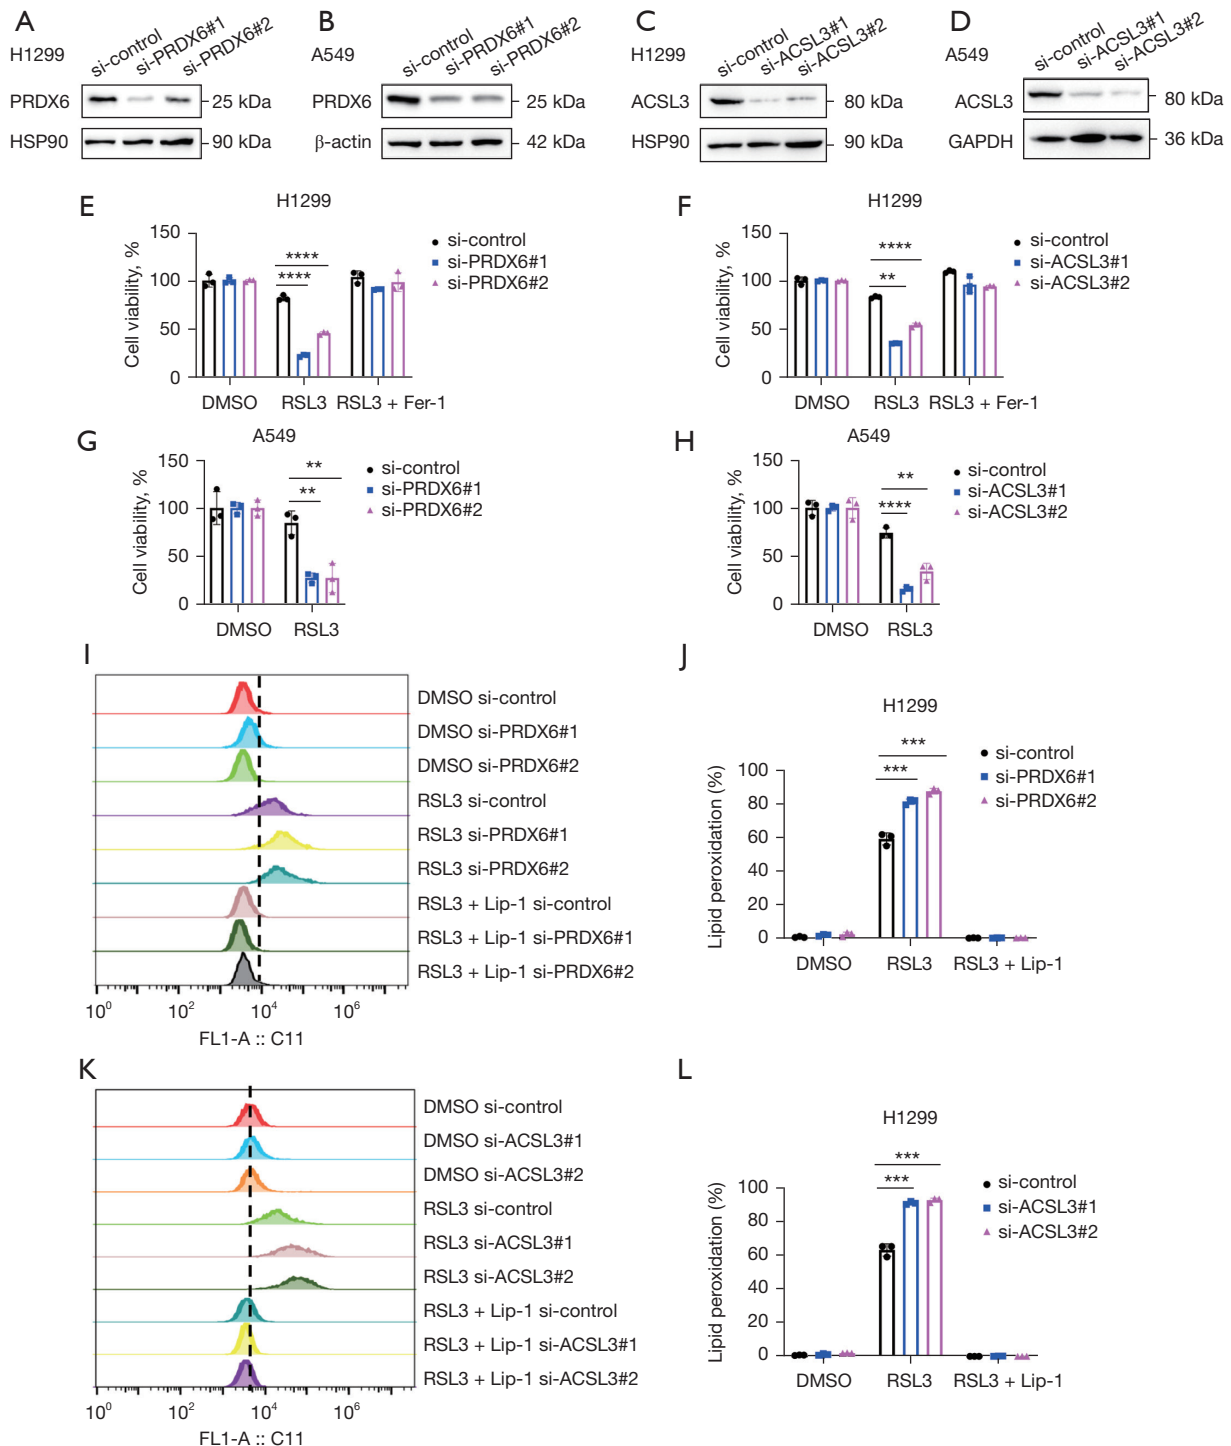 A
H1299
si-control
si-PRDX6#1
si-PRDX6#2
PRDX6
25 kDa
HSP90
90 kDa
B
A549
si-control
si-PRDX6#1
si-PRDX6#2
PRDX6
25 kDa
β-actin
42 kDa
C
H1299
si-control
si-ACSL3#1
si-ACSL3#2
ACSL3
80 kDa
HSP90
90 kDa
D
A549
si-control
si-ACSL3#1
si-ACSL3#2
ACSL3
80 kDa
GAPDH
36 kDa
E
H1299
Cell viability, %
150
100
50
0
****
****
DMSO
RSL3
RSL3 + Fer-1
si-control
si-PRDX6#1
si-PRDX6#2
F
H1299
Cell viability, %
150
100
50
0
****
**
DMSO
RSL3
RSL3 + Fer-1
si-control
si-ACSL3#1
si-ACSL3#2
G
A549
Cell viability, %
150
100
50
0
**
**
DMSO
RSL3
si-control
si-PRDX6#1
si-PRDX6#2
H
A549
Cell viability, %
150
100
50
0
**
****
DMSO
RSL3
si-control
si-ACSL3#1
si-ACSL3#2
I
DMSO si-control
DMSO si-PRDX6#1
DMSO si-PRDX6#2
RSL3 si-control
RSL3 si-PRDX6#1
RSL3 si-PRDX6#2
RSL3 + Lip-1 si-control
RSL3 + Lip-1 si-PRDX6#1
RSL3 + Lip-1 si-PRDX6#2
10⁰ 10² 10⁴ 10⁶
FL1-A :: C11
J
H1299
Lipid peroxidation (%)
100
80
60
40
20
0
***
***
DMSO
RSL3
RSL3 + Lip-1
si-control
si-PRDX6#1
si-PRDX6#2
K
DMSO si-control
DMSO si-ACSL3#1
DMSO si-ACSL3#2
RSL3 si-control
RSL3 si-ACSL3#1
RSL3 si-ACSL3#2
RSL3 + Lip-1 si-control
RSL3 + Lip-1 si-ACSL3#1
RSL3 + Lip-1 si-ACSL3#2
10⁰ 10² 10⁴ 10⁶
FL1-A :: C11
L
H1299
Lipid peroxidation (%)
100
80
60
40
20
0
***
***
DMSO
RSL3
RSL3 + Lip-1
si-control
si-ACSL3#1
si-ACSL3#2